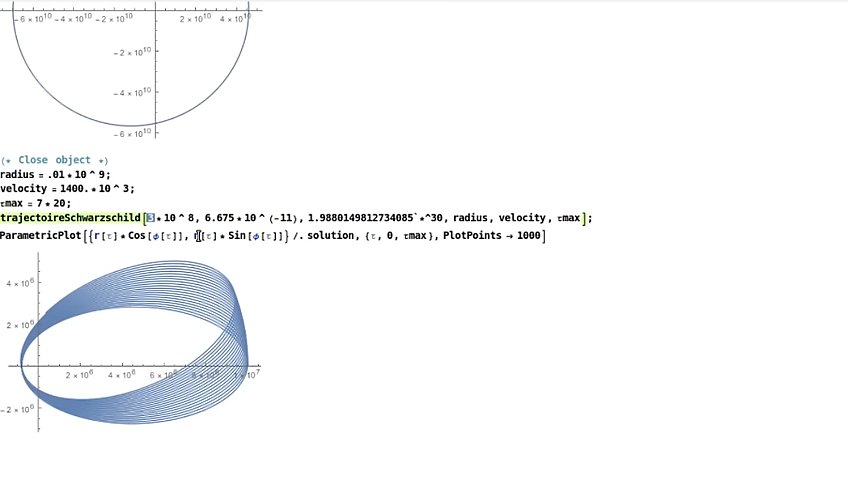 -6 × 10^10 -4 × 10^10 -2 × 10^10 2 × 10^10 4 × 10^10
-2 × 10^10
-4 × 10^10
-6 × 10^10
(* Close object *)
radius = .01 * 10 ^ 9;
velocity = 1400. * 10 ^ 3;
τmax = 7 * 20;
trajectoireSchwarzschild[3 * 10 ^ 8, 6.675 * 10 ^ (-11), 1.9880149812734085`*^30, radius, velocity, τmax];
ParametricPlot[{r[τ] * Cos[ϕ[τ]], r[τ] * Sin[ϕ[τ]]} /. solution, {τ, 0, τmax}, PlotPoints → 1000]
4 × 10^6
2 × 10^6
2 × 10^6 4 × 10^6 6 × 10^6 8 × 10^6 1 × 10^7
-2 × 10^6